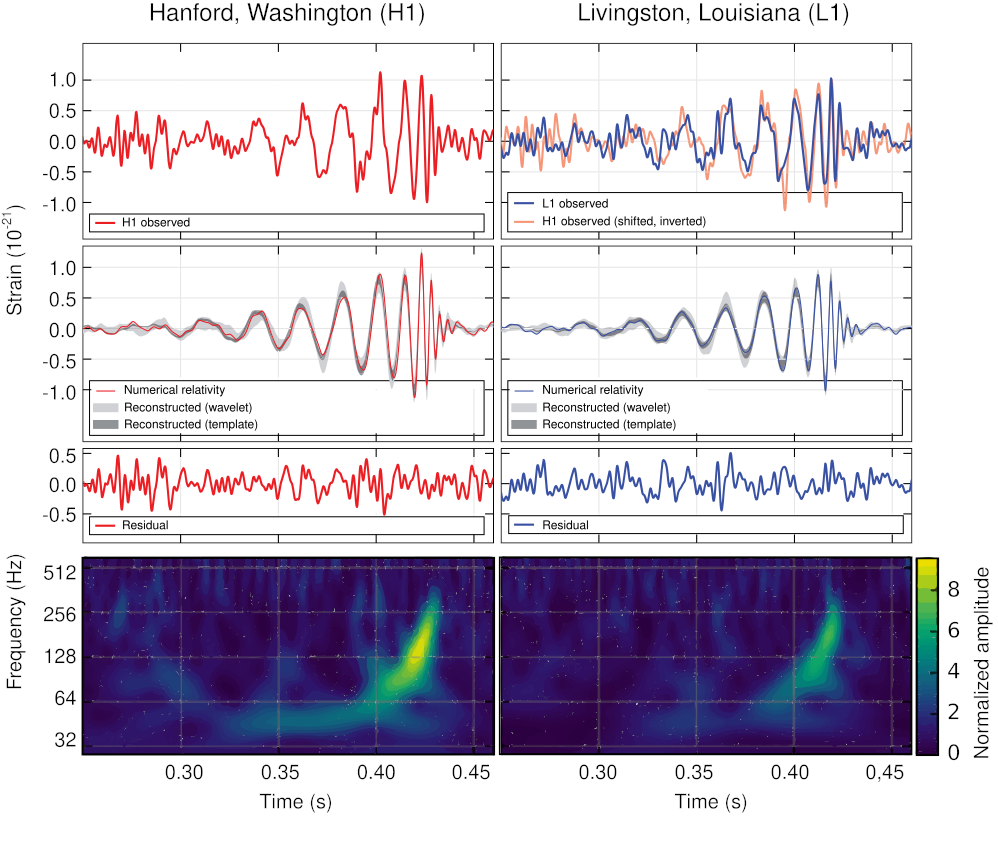 Hanford, Washington (H1)
Livingston, Louisiana (L1)
Strain (10-21)
1.0
0.5
0.0
-0.5
-1.0
H1 observed
L1 observed
H1 observed (shifted, inverted)
1.0
0.5
0.0
-0.5
-1.0
Numerical relativity
Reconstructed (wavelet)
Reconstructed (template)
Numerical relativity
Reconstructed (wavelet)
Reconstructed (template)
0.5
0.0
-0.5
Residual
Residual
Frequency (Hz)
512
256
128
64
32
0.30 0.35 0.40 0.45
Time (s)
0.30 0.35 0.40 0,45
Time (s)
8
6
4
2
0
Normalized amplitude